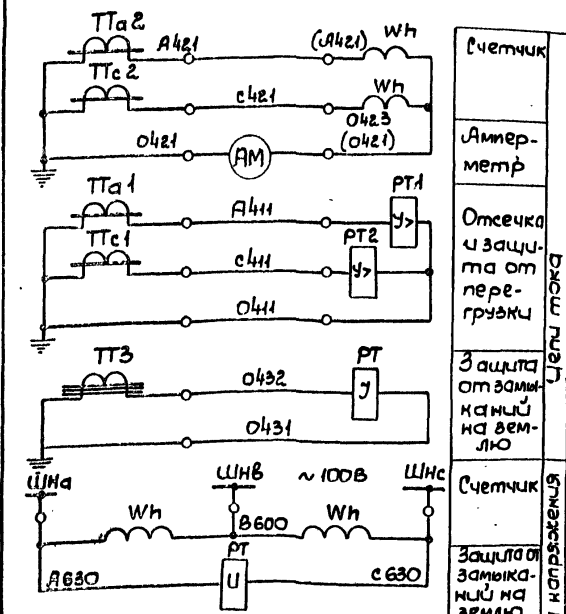 ТТа2
А421
(А421)
Wh
Счетчик
ТТс2
Wh
с421
О423
О421
(О421)
АМ
Ампер-
метр
ТТа1
А411
РТ1
У>
ТТс1
РТ2
с411
У>
О411
Отсечка
и защи-
та от
пере-
грузки
Цепи тока
ТТЗ
О432
РТ
У
О431
Защита
от замы-
каний
на зем-
лю
ШНа
ШНВ
~100В
ШНс
Счетчик
Wh
Wh
В600
РТ
А630
U
с630
Защита от
замыка-
ний на
землю
напряжения